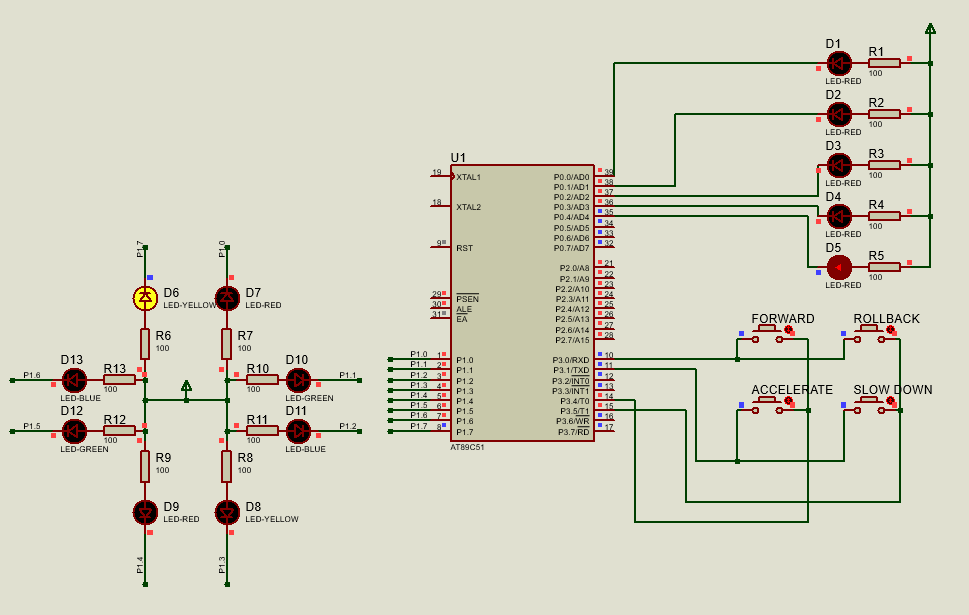 D1
R1
LED-RED
100
D2
R2
LED-RED
100
D3
R3
LED-RED
100
D4
R4
LED-RED
100
D5
R5
LED-RED
100
U1
19 XTAL1
18 XTAL2
9 RST
29 PSEN
30 ALE
31 EA
P1.0 1 P1.0
P1.1 2 P1.1
P1.2 3 P1.2
P1.3 4 P1.3
P1.4 5 P1.4
P1.5 6 P1.5
P1.6 7 P1.6
P1.7 8 P1.7
P0.0/AD0 39
P0.1/AD1 38
P0.2/AD2 37
P0.3/AD3 36
P0.4/AD4 35
P0.5/AD5 34
P0.6/AD6 33
P0.7/AD7 32
P2.0/A8 21
P2.1/A9 22
P2.2/A10 23
P2.3/A11 24
P2.4/A12 25
P2.5/A13 26
P2.6/A14 27
P2.7/A15 28
P3.0/RXD 10
P3.1/TXD 11
P3.2/INT0 12
P3.3/INT1 13
P3.4/T0 14
P3.5/T1 15
P3.6/WR 16
P3.7/RD 17
AT89C51
P1.7
P1.0
D6
LED-YELLOW
D7
LED-RED
R6
100
R7
100
D13
R13
P1.6
LED-BLUE
100
R10
D10
P1.1
100
LED-GREEN
D12
R12
P1.5
LED-GREEN
100
R11
D11
P1.2
100
LED-BLUE
R9
100
R8
100
D9
LED-RED
D8
LED-YELLOW
P1.4
P1.3
FORWARD
ROLLBACK
ACCELERATE
SLOW DOWN